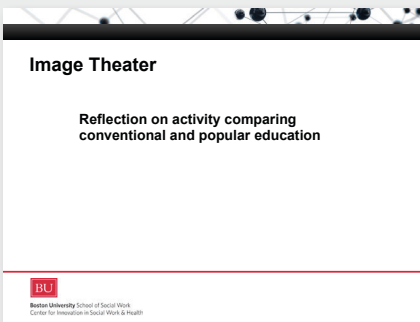 Image Theater
Reflection on activity comparing
conventional and popular education
BU
Boston University School of Social Work
Center for Innovation in Social Work & Health